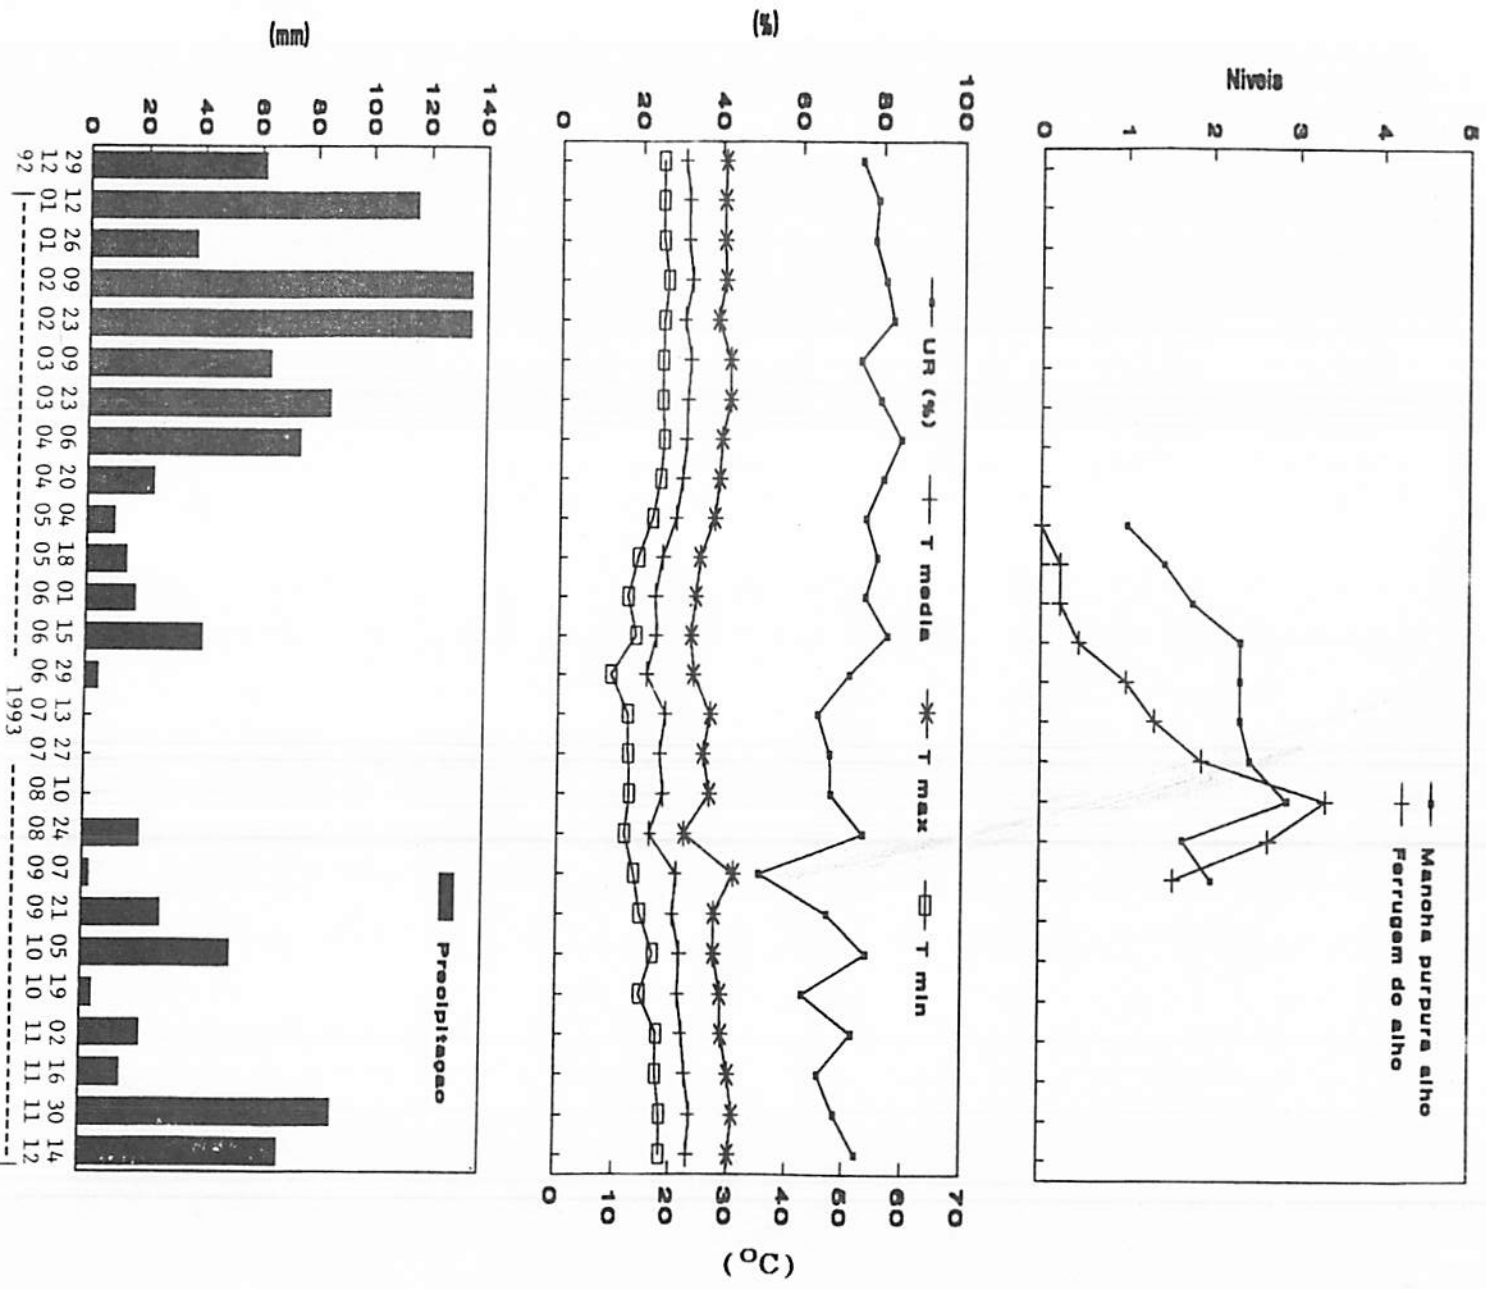 Niveis
5
4
3
2
1
0
Mancha purpura alho
Ferrugem do alho
(%)
100
80
60
40
20
0
UR (%)
T media
T max
T min
70
60
50
40
30
20
10
0
(°C)
(mm)
140
120
100
80
60
40
20
0
Precipitaçao
29 12 26 09 23 09 23 06 20 04 18 01 15 29 13 27 10 24 07 21 05 19 02 16 30 14
12 01 01 02 02 03 03 04 04 05 05 06 06 06 07 07 08 08 09 09 10 10 11 11 11 12
92 1993